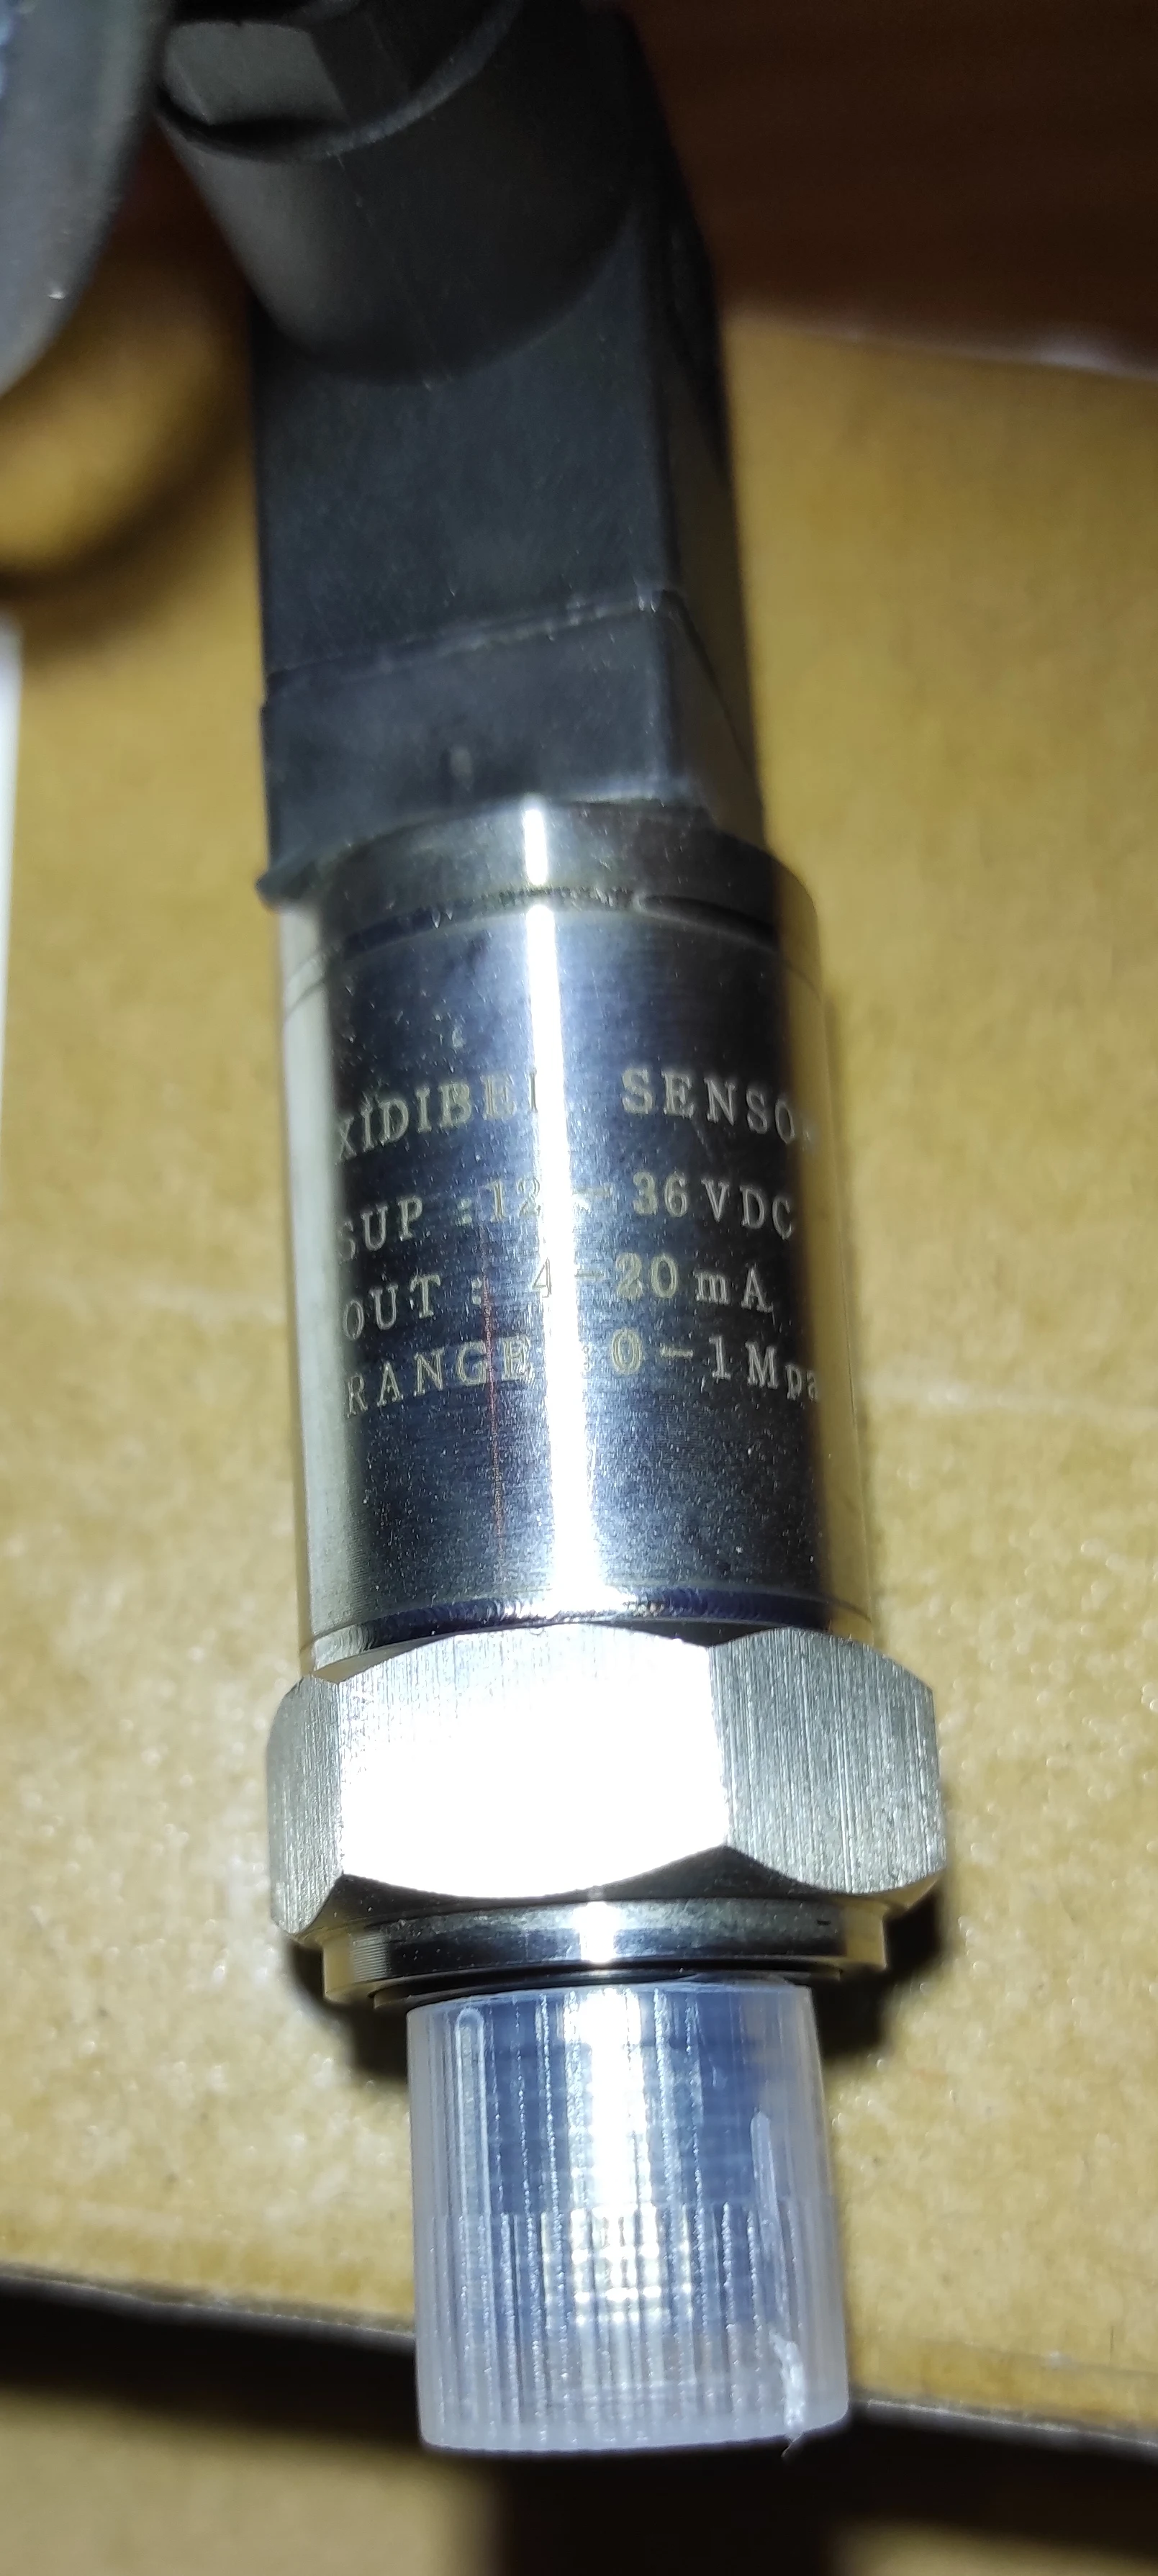 XIDIBEI SENSOR
SUP :12-36VDC
OUT : 4-20mA
RANGE :0-1Mpa